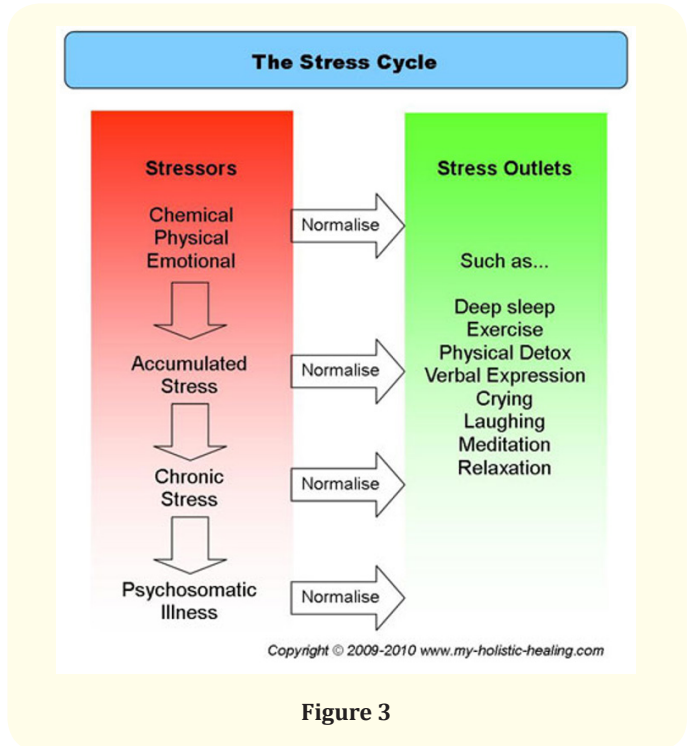 The Stress Cycle
Stressors
Chemical
Physical
Emotional
Accumulated
Stress
Chronic
Stress
Psychosomatic
Illness
Normalise
Normalise
Normalise
Normalise
Stress Outlets
Such as...
Deep sleep
Exercise
Physical Detox
Verbal Expression
Crying
Laughing
Meditation
Relaxation
Copyright © 2009-2010 www.my-holistic-healing.com
Figure 3